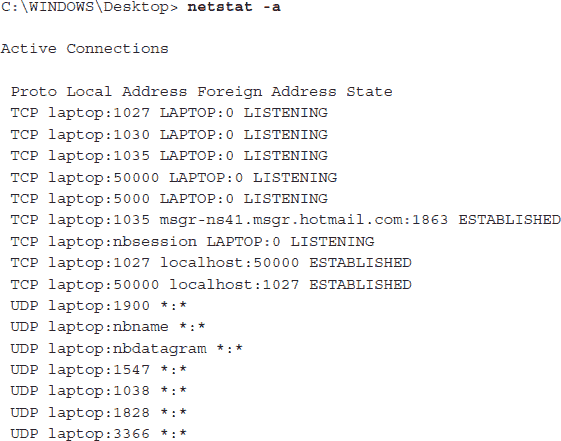 C:\WINDOWS\Desktop> netstat -a
Active Connections
Proto Local Address Foreign Address State
TCP laptop:1027 LAPTOP:0 LISTENING
TCP laptop:1030 LAPTOP:0 LISTENING
TCP laptop:1035 LAPTOP:0 LISTENING
TCP laptop:50000 LAPTOP:0 LISTENING
TCP laptop:5000 LAPTOP:0 LISTENING
TCP laptop:1035 msgr-ns41.msgr.hotmail.com:1863 ESTABLISHED
TCP laptop:nbsession LAPTOP:0 LISTENING
TCP laptop:1027 localhost:50000 ESTABLISHED
TCP laptop:50000 localhost:1027 ESTABLISHED
UDP laptop:1900 *:*
UDP laptop:nbname *:*
UDP laptop:nbdatagram *:*
UDP laptop:1547 *:*
UDP laptop:1038 *:*
UDP laptop:1828 *:*
UDP laptop:3366 *:*